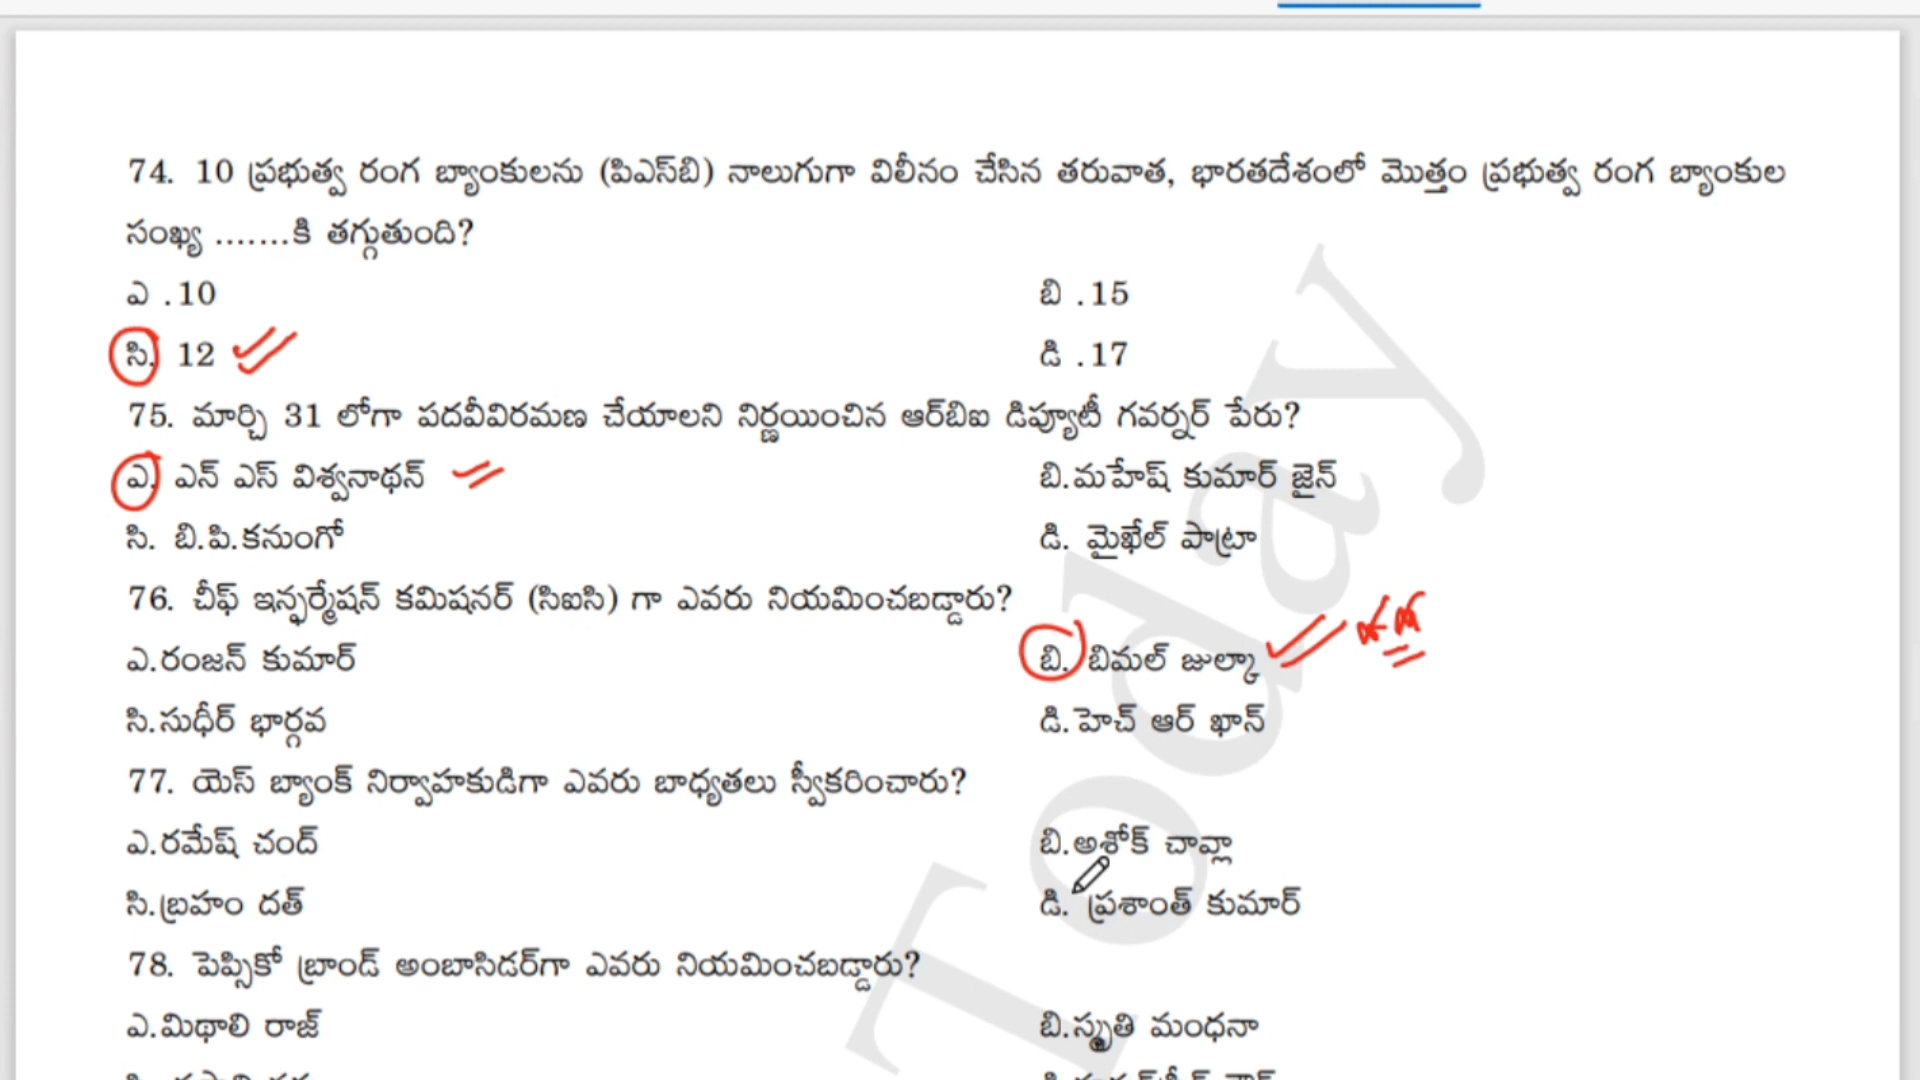 74. 10 ప్రభుత్వ రంగ బ్యాంకులను (పిఎస్‌బి) నాలుగుగా విలీనం చేసిన తరువాత, భారతదేశంలో మొత్తం ప్రభుత్వ రంగ బ్యాంకుల
సంఖ్య .......కి తగ్గుతుంది?
ఎ .10 బి .15
సి. 12 డి .17
75. మార్చి 31 లోగా పదవీవిరమణ చేయాలని నిర్ణయించిన ఆర్‌బిఐ డిప్యూటీ గవర్నర్ పేరు?
ఎ. ఎన్ ఎస్ విశ్వనాథన్ బి.మహేష్ కుమార్ జైన్
సి. బి.పి.కనుంగో డి. మైఖేల్ పాట్రా
76. చీఫ్ ఇన్ఫర్మేషన్ కమిషనర్ (సిఐసి) గా ఎవరు నియమించబడ్డారు?
ఎ.రంజన్ కుమార్ బి. బిమల్ జుల్కా
సి.సుధీర్ భార్గవ డి.హెచ్ ఆర్ ఖాన్
77. యెస్ బ్యాంక్ నిర్వాహకుడిగా ఎవరు బాధ్యతలు స్వీకరించారు?
ఎ.రమేష్ చంద్ బి.అశోక్ చావ్లా
సి.బ్రహం దత్ డి. ప్రశాంత్ కుమార్
78. పెప్సికో బ్రాండ్ అంబాసిడర్‌గా ఎవరు నియమించబడ్డారు?
ఎ.మిథాలి రాజ్ బి.స్మృతి మంధనా
Today